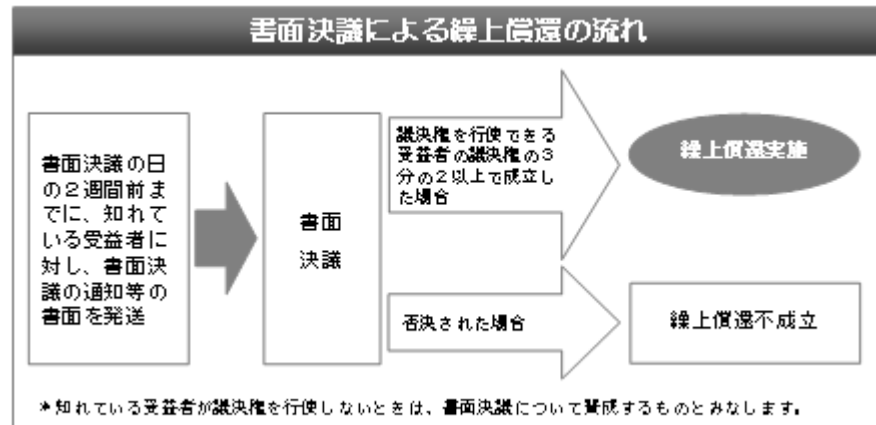 書面決議による繰上償還の流れ
書面決議の日
の2週間前ま
でに、知れて
いる受益者に
対し、書面決
議の通知等の
書面を発送
書面
決議
議決権を行使できる
受益者の議決権の3
分の2以上で成立し
た場合
繰上償還実施
否決された場合
繰上償還不成立
*知れている受益者が議決権を行使しないときは、書面決議について賛成するものとみなします。